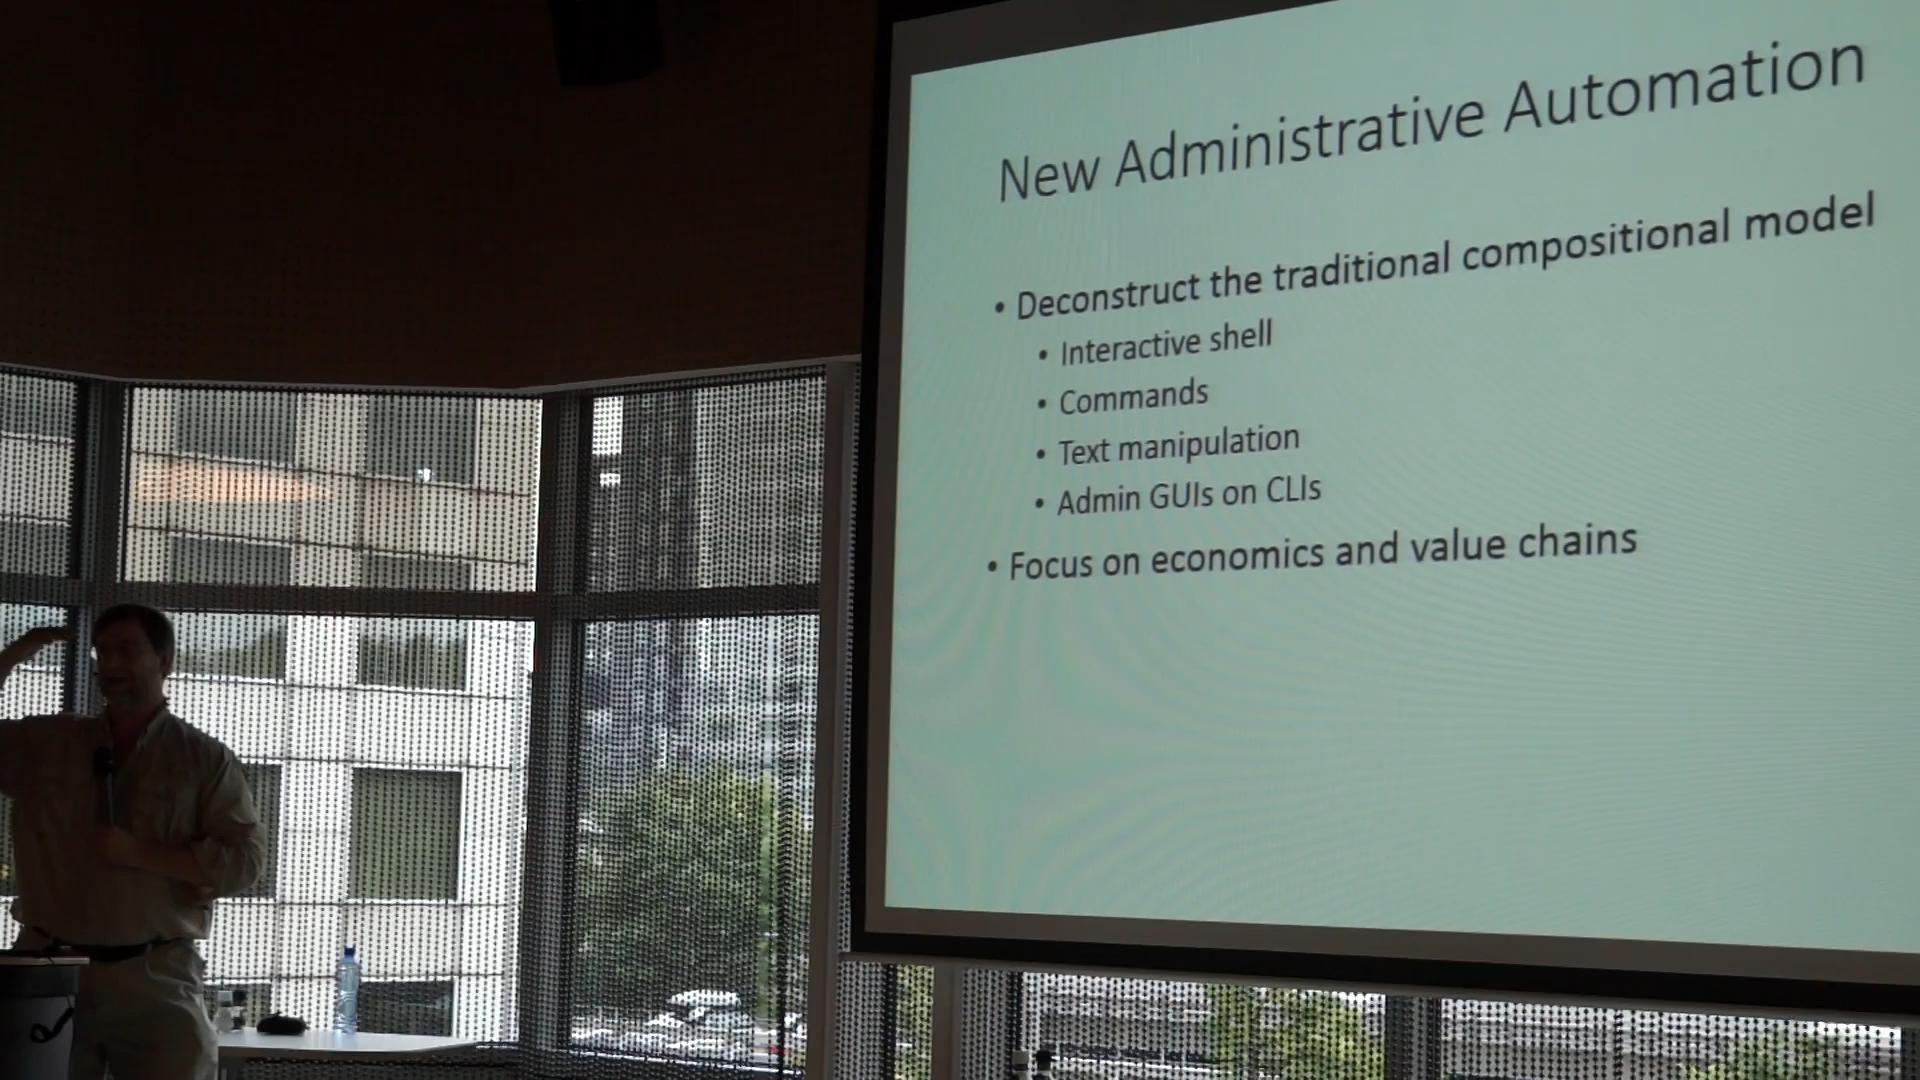 New Administrative Automation
• Deconstruct the traditional compositional model
• Interactive shell
• Commands
• Text manipulation
• Admin GUIs on CLIs
• Focus on economics and value chains